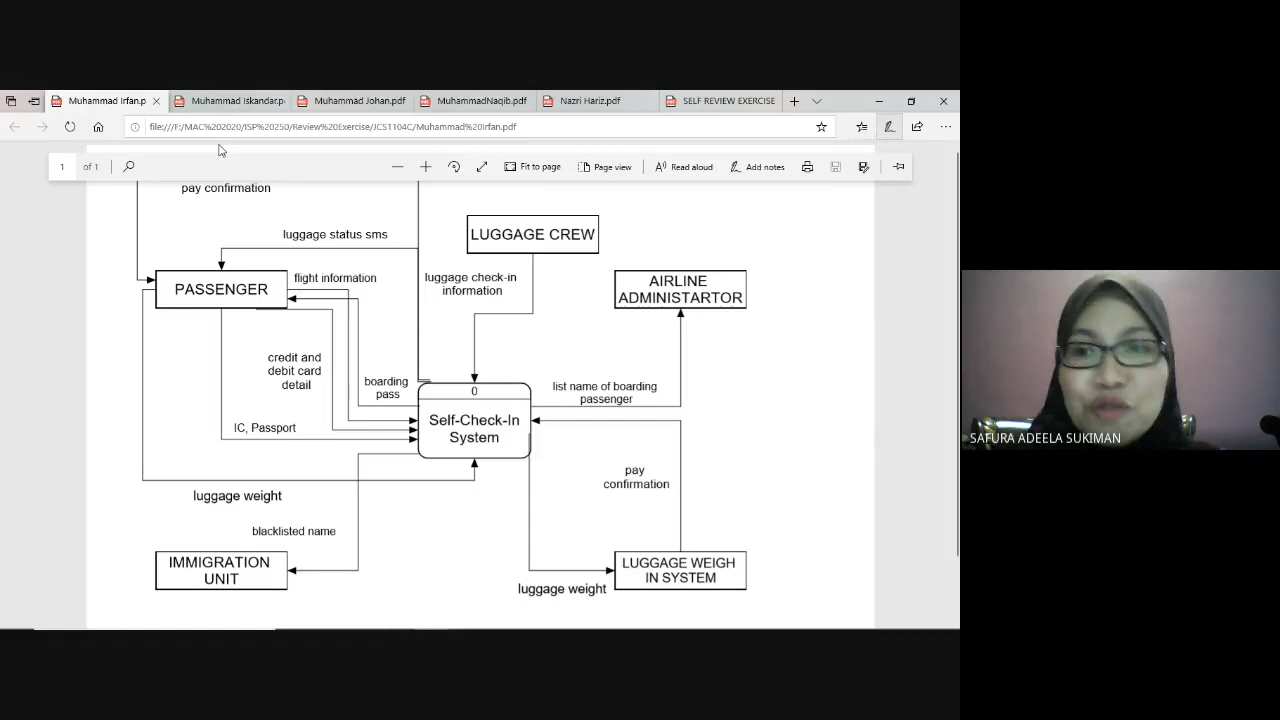 Muhammad Irfan.p
Muhammad Iskandar.p
Muhammad Johan.pdf
MuhammadNaqib.pdf
Nazri Hariz.pdf
SELF REVIEW EXERCISE
file:///F:/MAC%202020/ISP%20250/Review%20Exercise/JCS1104C/Muhammad%20Irfan.pdf
1 of 1
Fit to page
Page view
Read aloud
Add notes
pay confirmation
luggage status sms
LUGGAGE CREW
PASSENGER
flight information
luggage check-in
information
AIRLINE
ADMINISTARTOR
credit and
debit card
detail
boarding
pass
0
Self-Check-In
System
list name of boarding
passenger
IC, Passport
pay
confirmation
luggage weight
blacklisted name
IMMIGRATION
UNIT
LUGGAGE WEIGH
IN SYSTEM
luggage weight
SAFURA ADEELA SUKIMAN